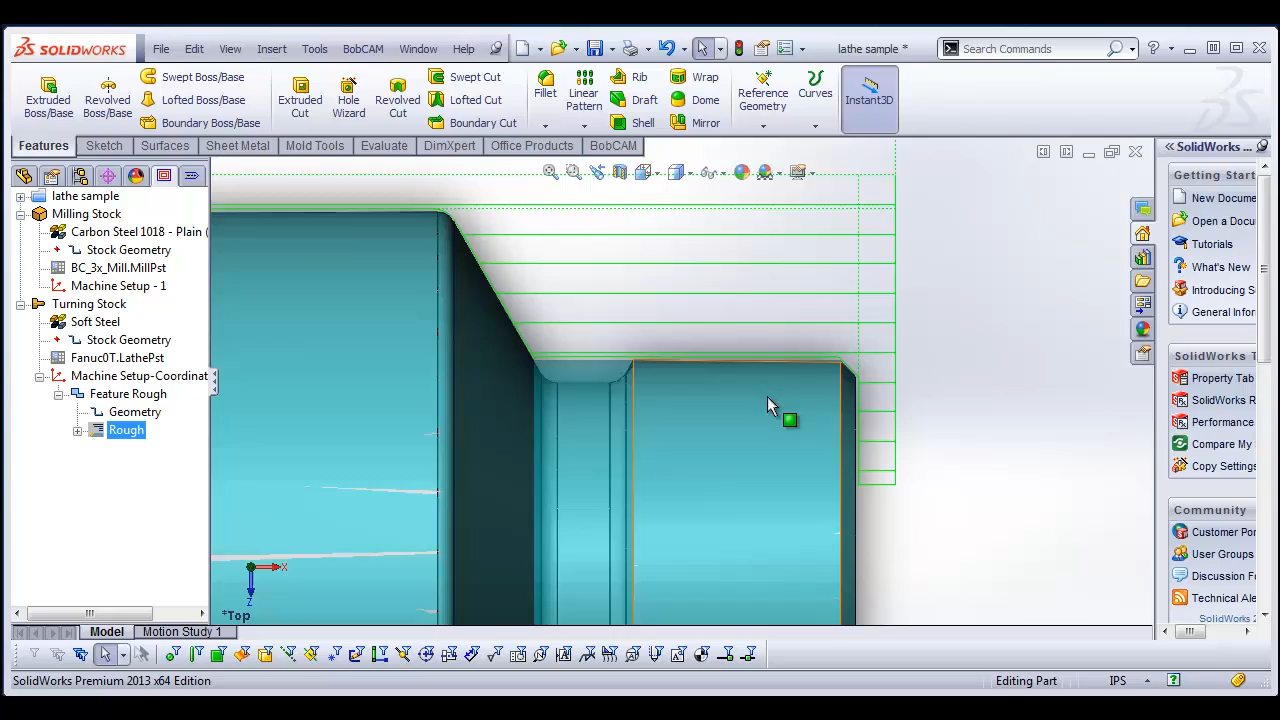 SOLIDWORKS File Edit View Insert Tools BobCAM Window Help lathe sample * Search Commands
Extruded Boss/Base
Revolved Boss/Base
Swept Boss/Base
Lofted Boss/Base
Boundary Boss/Base
Extruded Cut
Hole Wizard
Revolved Cut
Swept Cut
Lofted Cut
Boundary Cut
Fillet
Linear Pattern
Rib
Draft
Shell
Wrap
Dome
Mirror
Reference Geometry
Curves
Instant3D
Features Sketch Surfaces Sheet Metal Mold Tools Evaluate DimXpert Office Products BobCAM
lathe sample
Milling Stock
Carbon Steel 1018 - Plain (
Stock Geometry
BC_3x_Mill.MillPst
Machine Setup - 1
Turning Stock
Soft Steel
Stock Geometry
Fanuc0T.LathePst
Machine Setup-Coordinat
Feature Rough
Geometry
Rough
X
Z
*Top
SolidWorks ...
Getting Start
New Docume
Open a Docu
Tutorials
What's New
Introducing S
General Infor
SolidWorks T
Property Tab
SolidWorks R
Performance
Compare My
Copy Settings
Community
Customer Por
User Groups
Discussion F
Technical Ale
SolidWorks 2
Model Motion Study 1
SolidWorks Premium 2013 x64 Edition Editing Part IPS